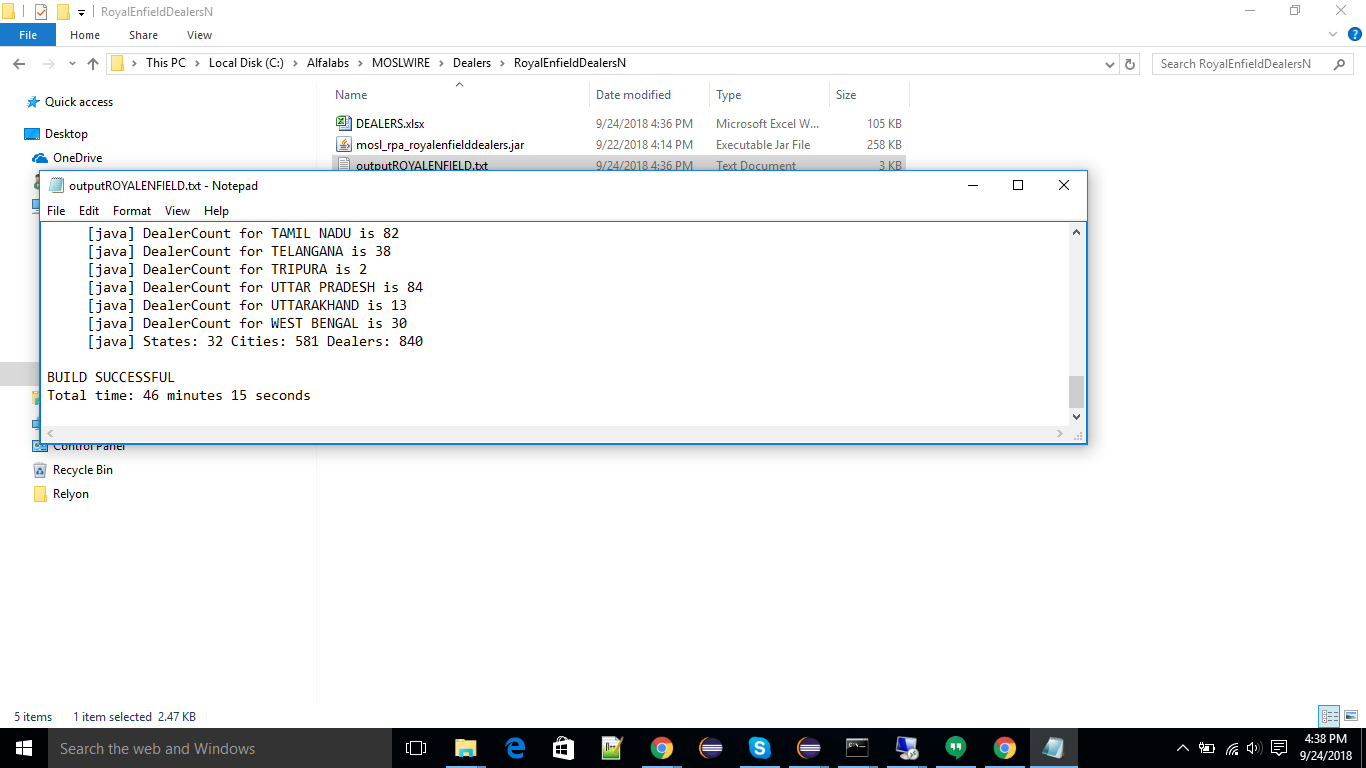 RoyalEnfieldDealersN
File Home Share View
This PC Local Disk (C:) Alfalabs MOSLWIRE Dealers RoyalEnfieldDealersN
Search RoyalEnfieldDealersN
Quick access
Desktop
OneDrive
Name Date modified Type Size
DEALERS.xlsx 9/24/2018 4:36 PM Microsoft Excel W... 105 KB
mosl_rpa_royalenfielddealers.jar 9/22/2018 4:14 PM Executable Jar File 258 KB
outputROYALENFIELD.txt 9/24/2018 4:36 PM Text Document 3 KB
outputROYALENFIELD.txt - Notepad
File Edit Format View Help
[java] DealerCount for TAMIL NADU is 82
[java] DealerCount for TELANGANA is 38
[java] DealerCount for TRIPURA is 2
[java] DealerCount for UTTAR PRADESH is 84
[java] DealerCount for UTTARAKHAND is 13
[java] DealerCount for WEST BENGAL is 30
[java] States: 32 Cities: 581 Dealers: 840
BUILD SUCCESSFUL
Total time: 46 minutes 15 seconds
Control Panel
Recycle Bin
Relyon
5 items 1 item selected 2.47 KB
Search the web and Windows
4:38 PM
9/24/2018